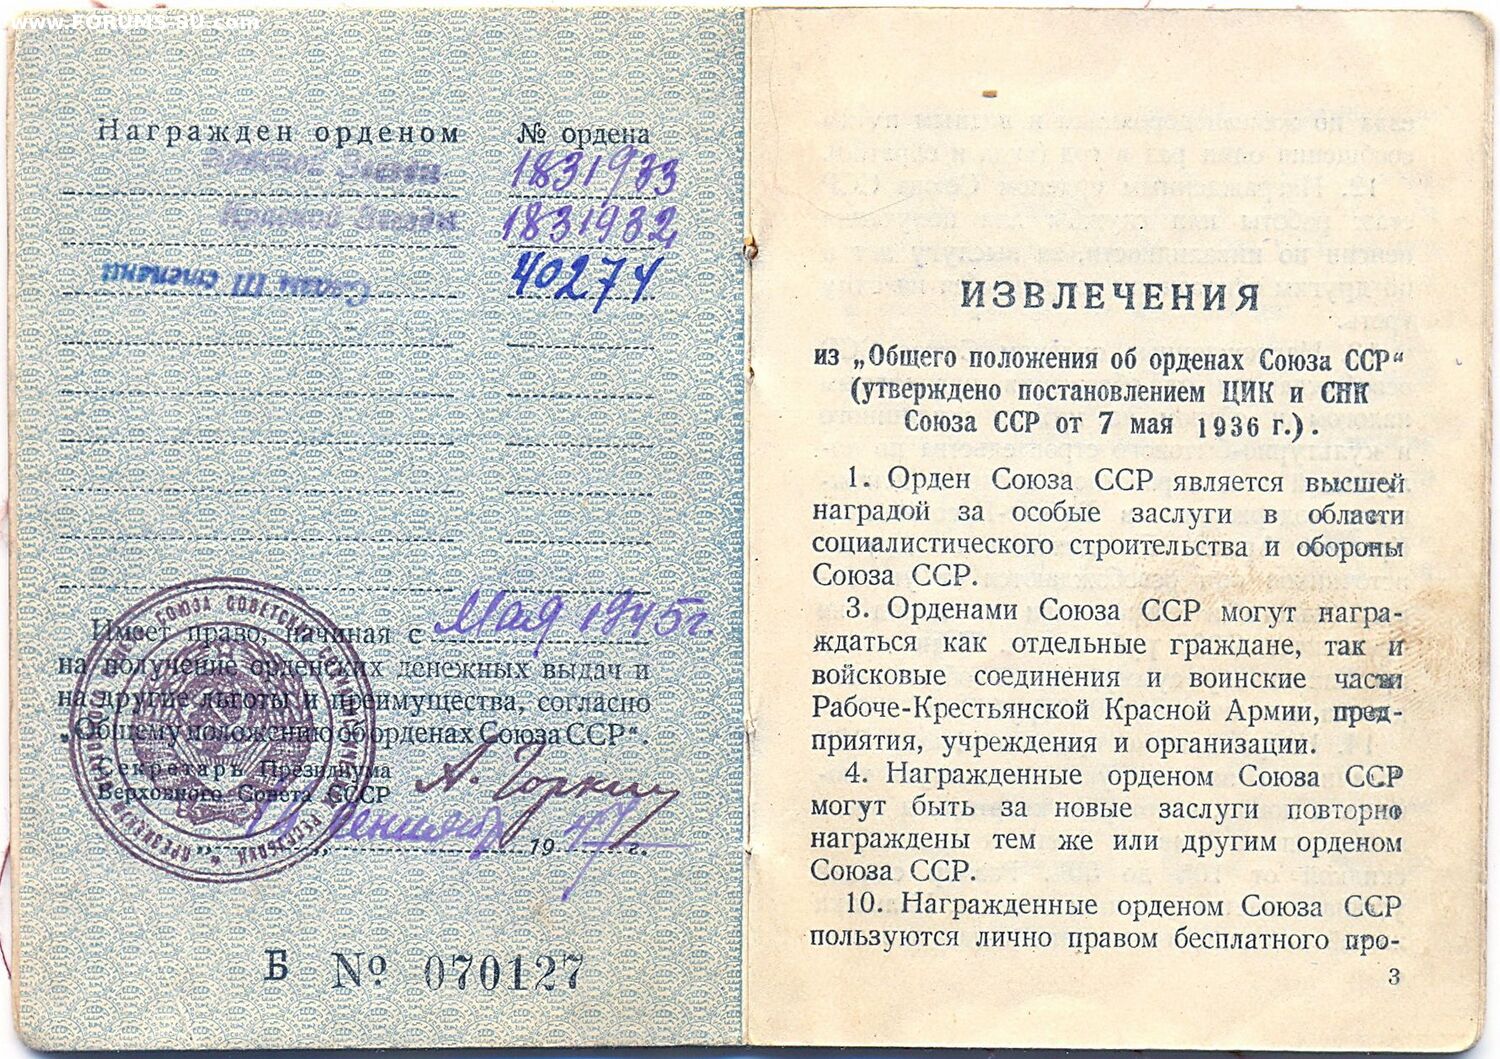 www.FORUMS.SU.com
Награжден орденом № ордена
Красной Звезды 1831933
Красной Звезды 1831932
Славы III степени 40274
Имеет право, начиная с Мая 1945 г.
на получение орденских денежных выдач и
на другие льготы и преимущества, согласно
„Общему положению об орденах Союза ССР“.
Секретарь Президиума
Верховного Совета СССР
А. Горкин
19 47 г.
Б № 070127
ИЗВЛЕЧЕНИЯ
из „Общего положения об орденах Союза ССР“
(утверждено постановлением ЦИК и СНК
Союза ССР от 7 мая 1936 г.).
1. Орден Союза ССР является высшей
наградой за особые заслуги в области
социалистического строительства и обороны
Союза ССР.
3. Орденами Союза ССР могут награ-
ждаться как отдельные граждане, так и
войсковые соединения и воинские части
Рабоче-Крестьянской Красной Армии, пред-
приятия, учреждения и организации.
4. Награжденные орденом Союза ССР
могут быть за новые заслуги повторно
награждены тем же или другим орденом
Союза ССР.
10. Награжденные орденом Союза ССР
пользуются лично правом бесплатного про-
3